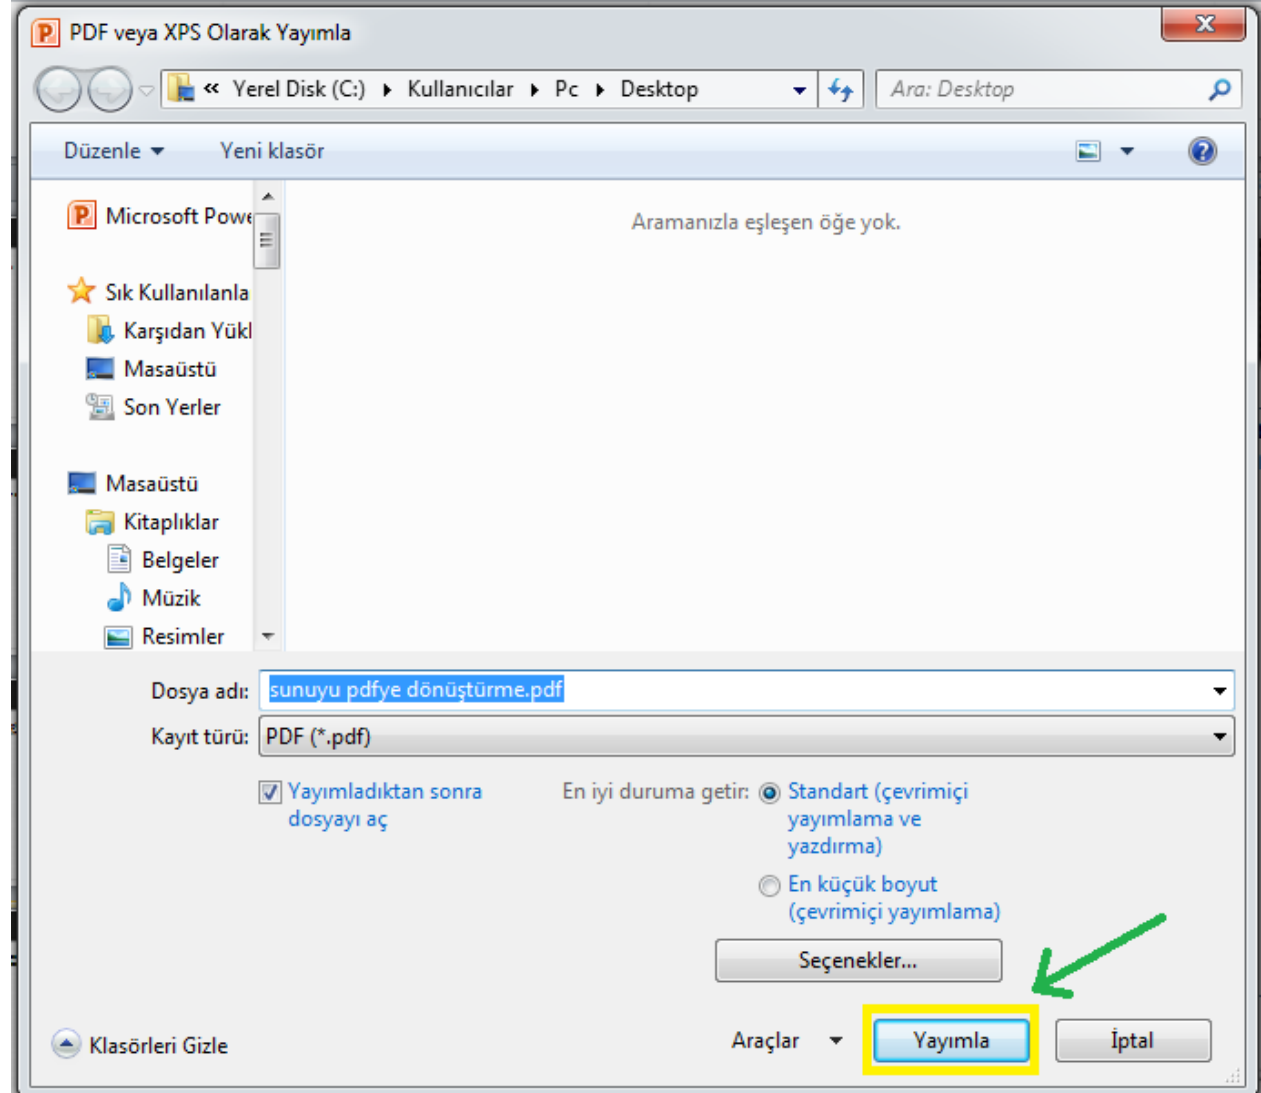 PDF veya XPS Olarak Yayımla
« Yerel Disk (C:) Kullanıcılar Pc Desktop
Ara: Desktop
Düzenle
Yeni klasör
Microsoft Powe
Sık Kullanılanla
Karşıdan Yükl
Masaüstü
Son Yerler
Masaüstü
Kitaplıklar
Belgeler
Müzik
Resimler
Aramanızla eşleşen öğe yok.
Dosya adı: sunuyu pdfye dönüştürme.pdf
Kayıt türü: PDF (*.pdf)
Yayımladıktan sonra
dosyayı aç
En iyi duruma getir: Standart (çevrimiçi
yayımlama ve
yazdırma)
En küçük boyut
(çevrimiçi yayımlama)
Seçenekler...
Klasörleri Gizle
Araçlar
Yayımla
İptal